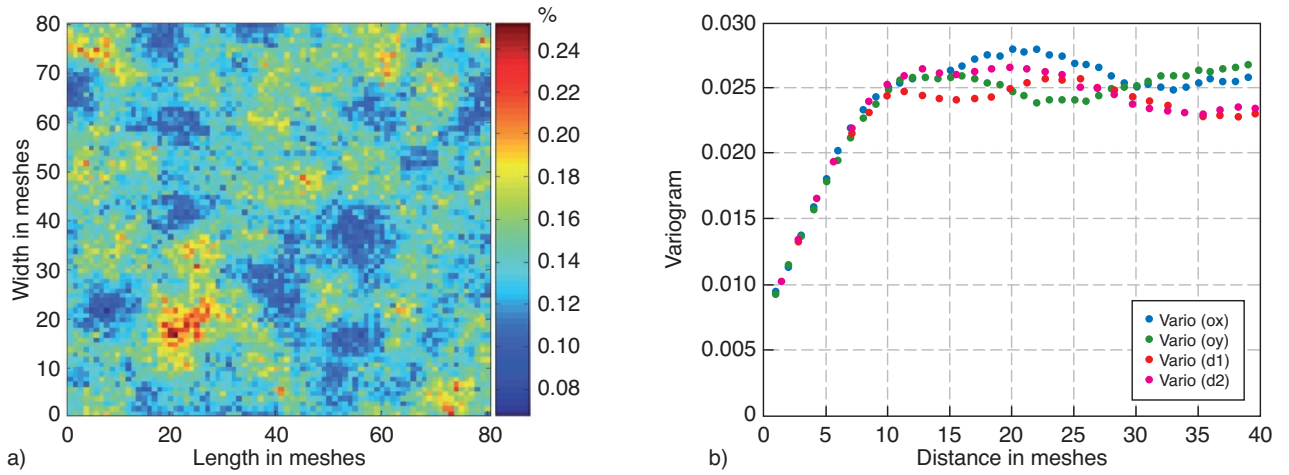 %
80
70
60
50
40
30
20
10
0
Width in meshes
0 20 40 60 80
Length in meshes
0.24
0.22
0.20
0.18
0.16
0.14
0.12
0.10
0.08
a)
0.030
0.025
0.020
0.015
0.010
0.005
0
Variogram
0 5 10 15 20 25 30 35 40
Distance in meshes
Vario (ox)
Vario (oy)
Vario (d1)
Vario (d2)
b)